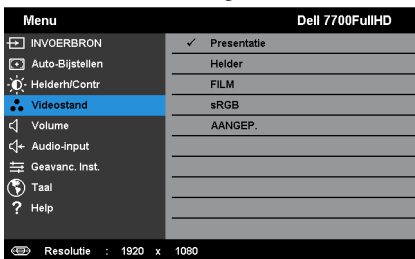 Menu Dell 7700FullHD
INVOERBRON ✓ Presentatie
Auto-Bijstellen Helder
Helderh/Contr FILM
Videostand sRGB
Volume AANGEP.
Audio-input
Geavanc. Inst.
Taal
? Help
Resolutie : 1920 x 1080